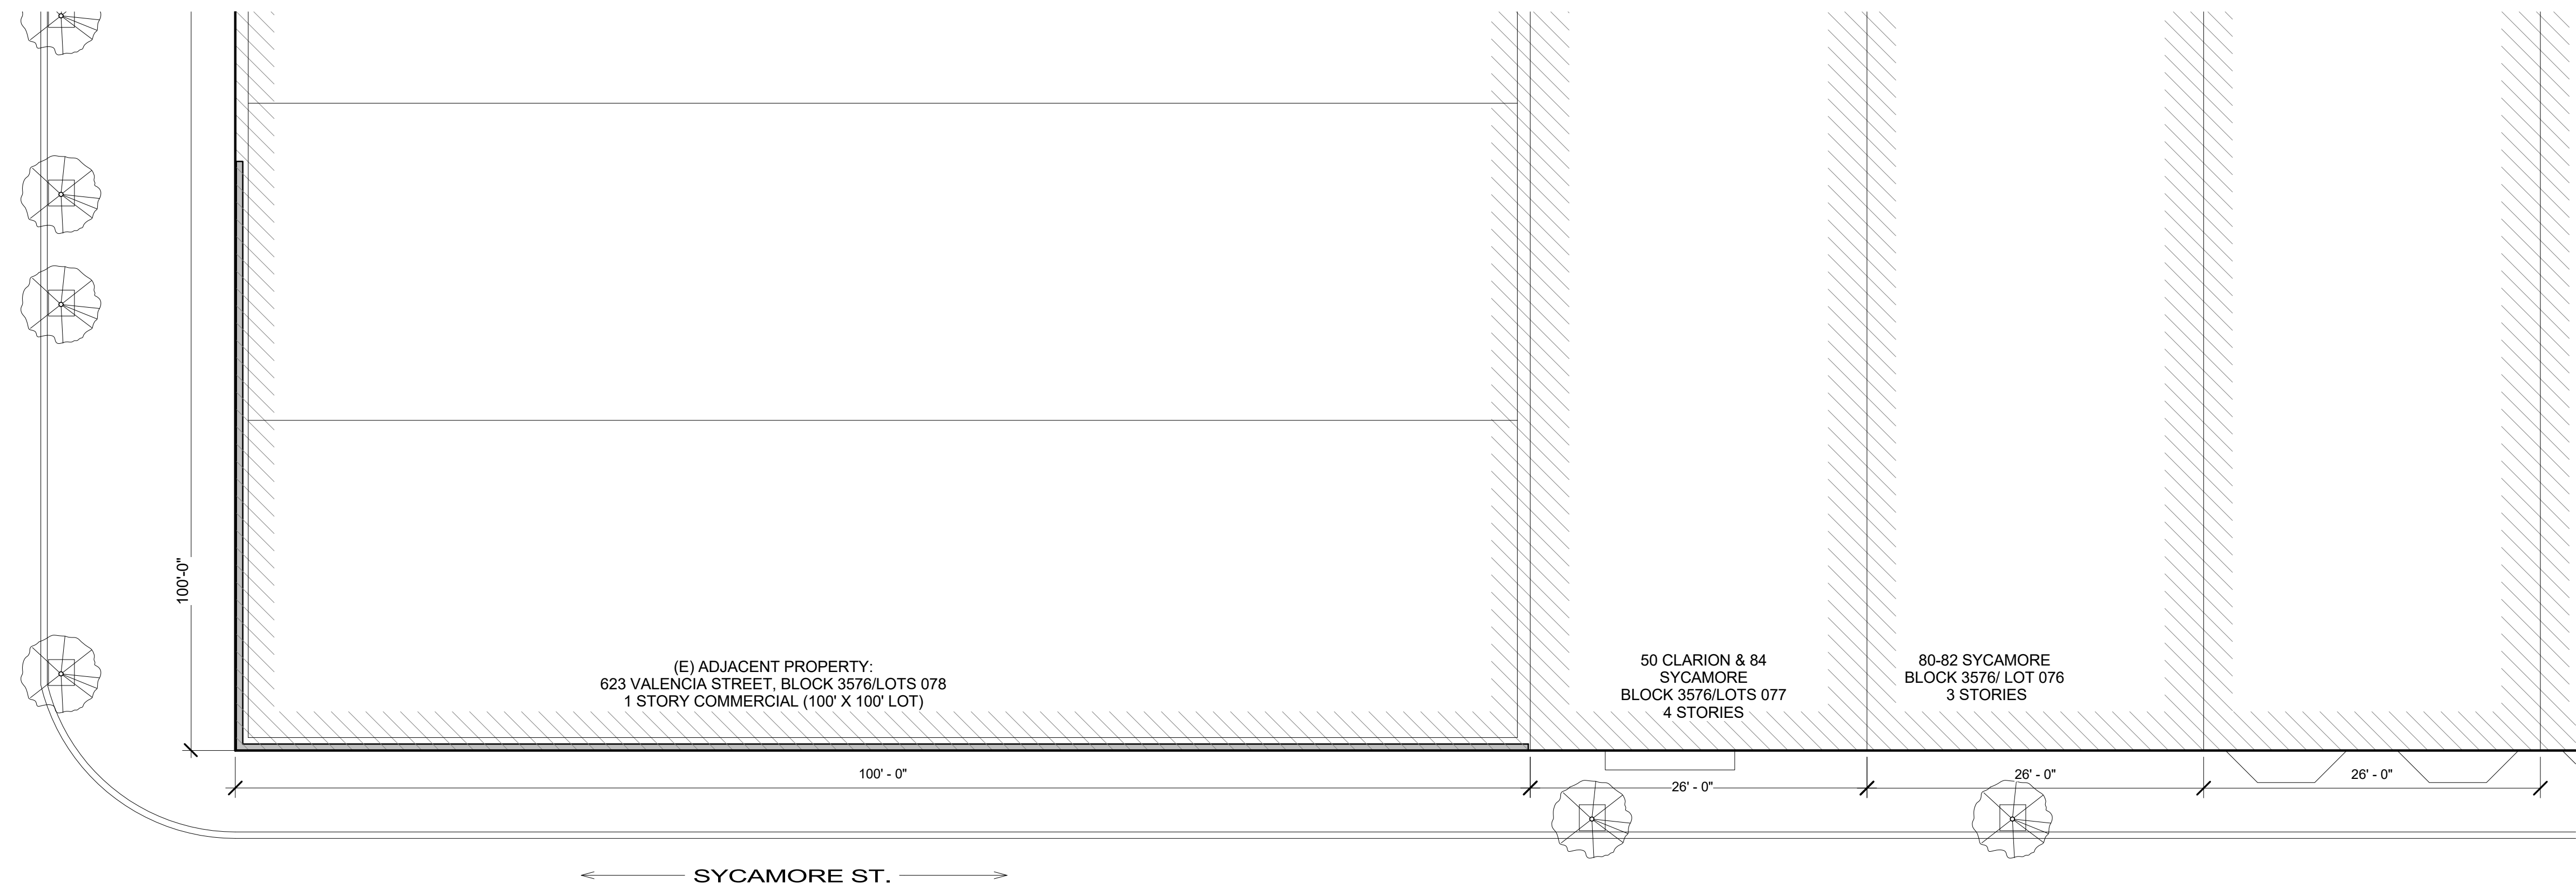 100'-0"
(E) ADJACENT PROPERTY:
623 VALENCIA STREET, BLOCK 3576/LOTS 078
1 STORY COMMERCIAL (100' X 100' LOT)
50 CLARION & 84
SYCAMORE
BLOCK 3576/LOTS 077
4 STORIES
80-82 SYCAMORE
BLOCK 3576/ LOT 076
3 STORIES
100' - 0"
26' - 0"
26' - 0"
26' - 0"
SYCAMORE ST.